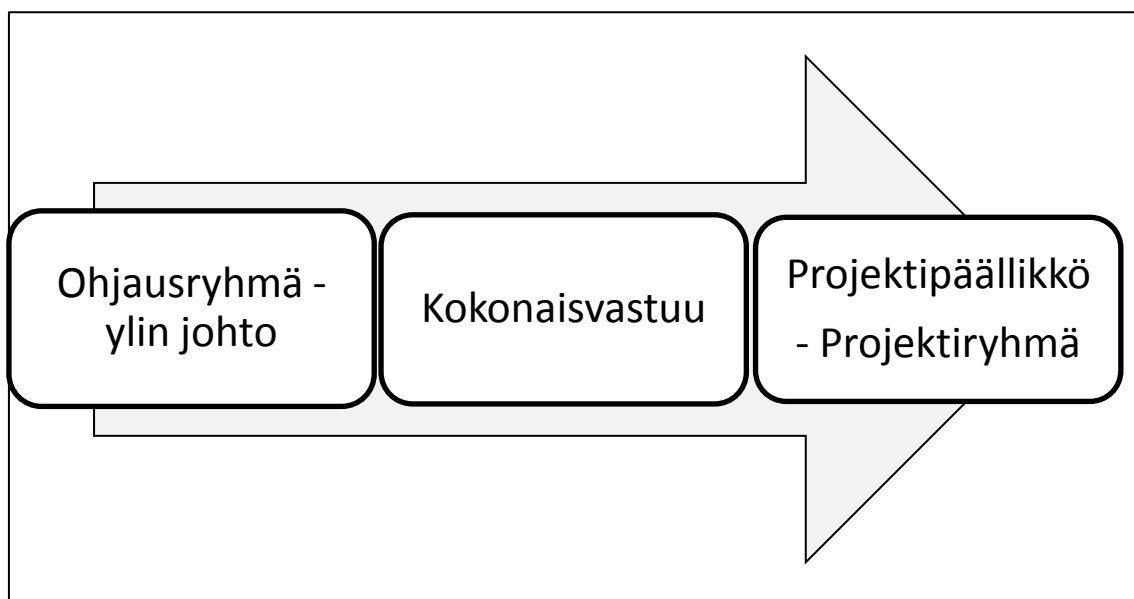 Ohjausryhmä -
ylin johto
Kokonaisvastuu
Projektipäällikkö
- Projektiryhmä